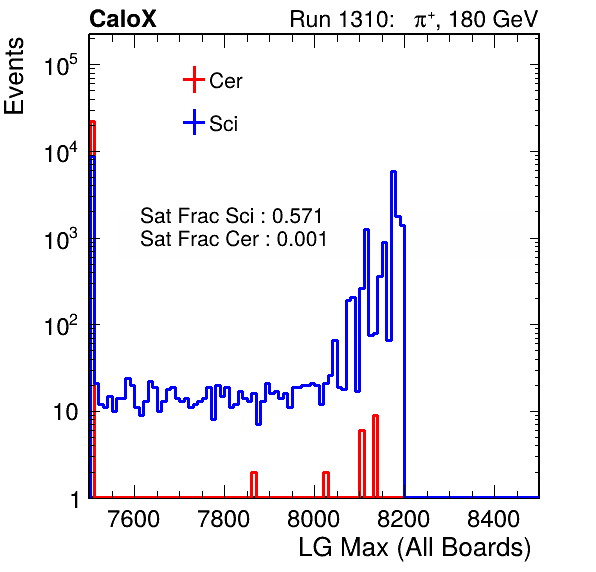 CaloX
Run 1310: π⁺, 180 GeV
Events
10⁵
10⁴
10³
10²
10
1
Cer
Sci
Sat Frac Sci : 0.571
Sat Frac Cer : 0.001
7600 7800 8000 8200 8400
LG Max (All Boards)